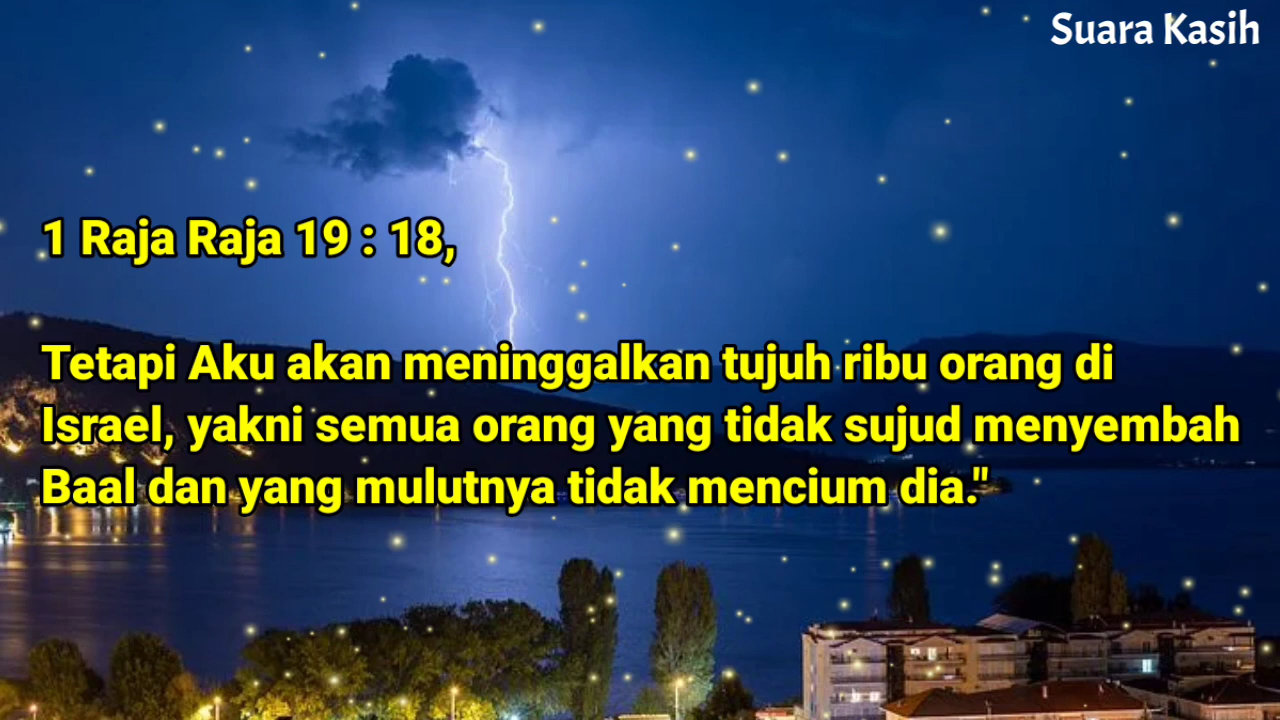 Suara Kasih
1 Raja Raja 19 : 18,
Tetapi Aku akan meninggalkan tujuh ribu orang di
Israel, yakni semua orang yang tidak sujud menyembah
Baal dan yang mulutnya tidak mencium dia."